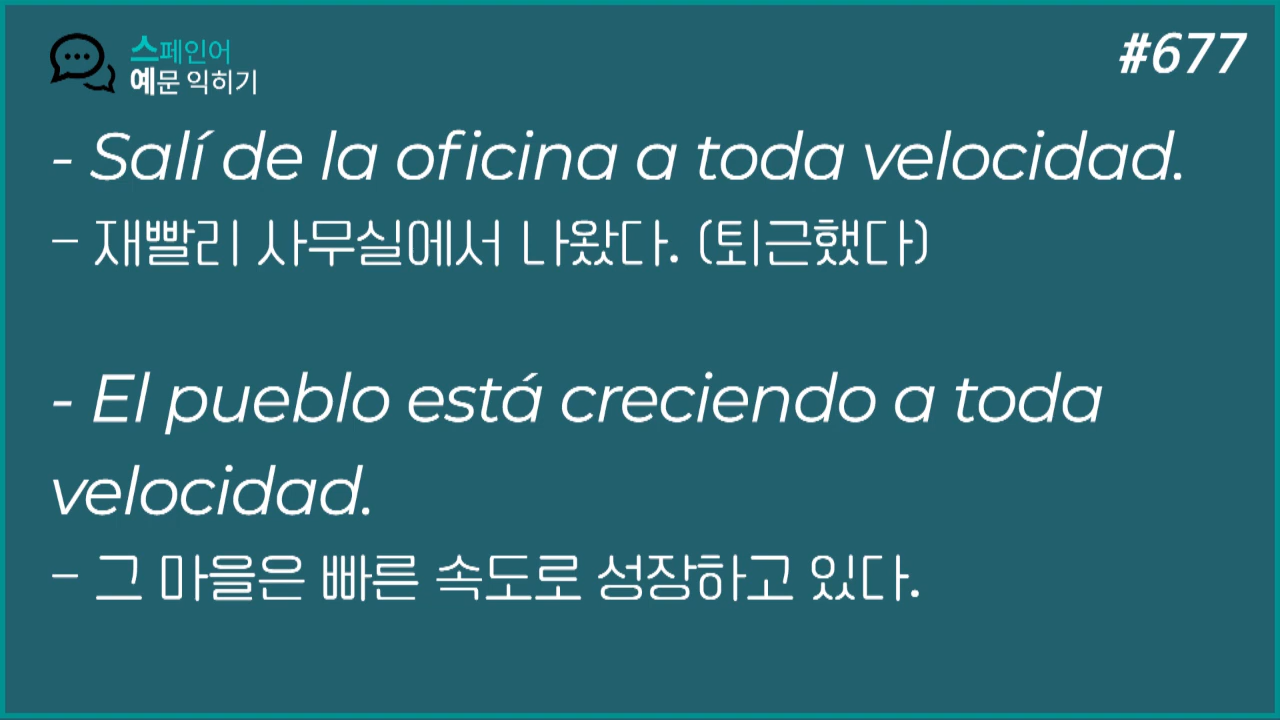 스페인어
예문 익히기
#677
- Salí de la oficina a toda velocidad.
- 재빨리 사무실에서 나왔다. (퇴근했다)
- El pueblo está creciendo a toda
velocidad.
- 그 마을은 빠른 속도로 성장하고 있다.